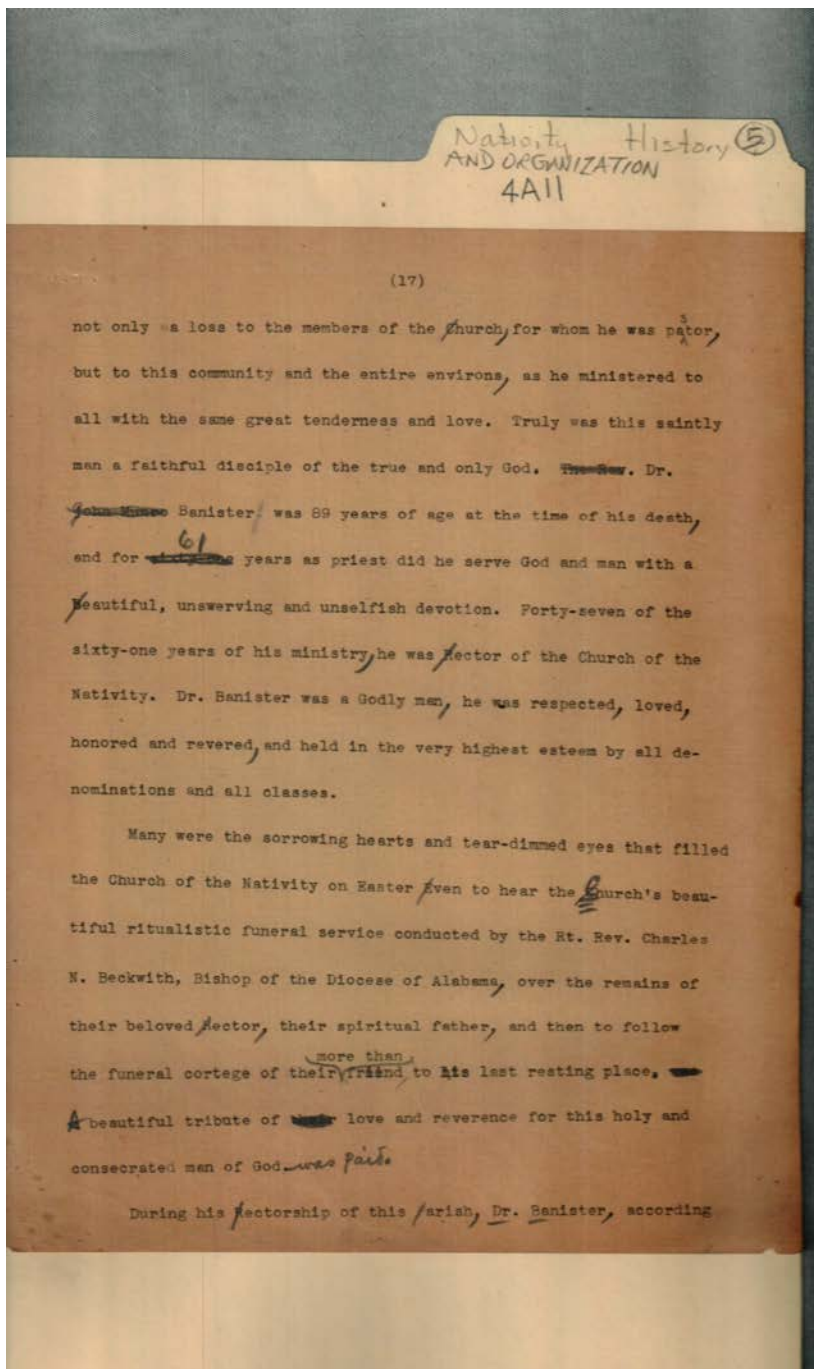 Nativity History 5
AND ORGANIZATION
4A11
(17)
not only a loss to the members of the Church, for whom he was pastor,
but to this community and the entire environs, as he ministered to
all with the same great tenderness and love. Truly was this saintly
man a faithful disciple of the true and only God. The Rev. Dr.
Banister was 89 years of age at the time of his death,
61
and for years as priest did he serve God and man with a
Beautiful, unswerving and unselfish devotion. Forty-seven of the
sixty-one years of his ministry, he was Rector of the Church of the
Nativity. Dr. Banister was a Godly man, he was respected, loved,
honored and revered, and held in the very highest esteem by all de-
nominations and all classes.
Many were the sorrowing hearts and tear-dimmed eyes that filled
the Church of the Nativity on Easter Even to hear the Church's beau-
tiful ritualistic funeral service conducted by the Rt. Rev. Charles
N. Beckwith, Bishop of the Diocese of Alabama, over the remains of
their beloved Rector, their spiritual father, and then to follow
more than
the funeral cortege of their friend, to his last resting place.
A beautiful tribute of love and reverence for this holy and
consecrated man of God was paid.
During his Rectorship of this Parish, Dr. Banister, according